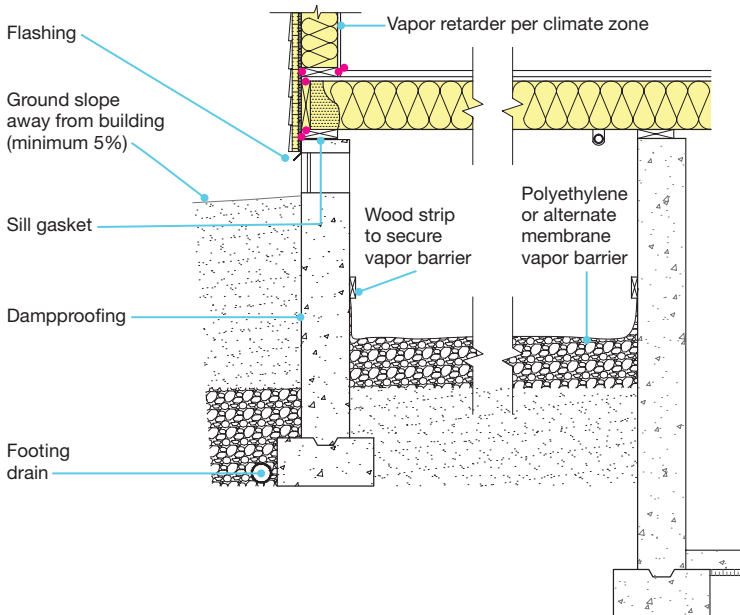 Vapor retarder per climate zone
Flashing
Ground slope
away from building
(minimum 5%)
Sill gasket
Wood strip
to secure
vapor barrier
Polyethylene
or alternate
membrane
vapor barrier
Dampproofing
Footing
drain